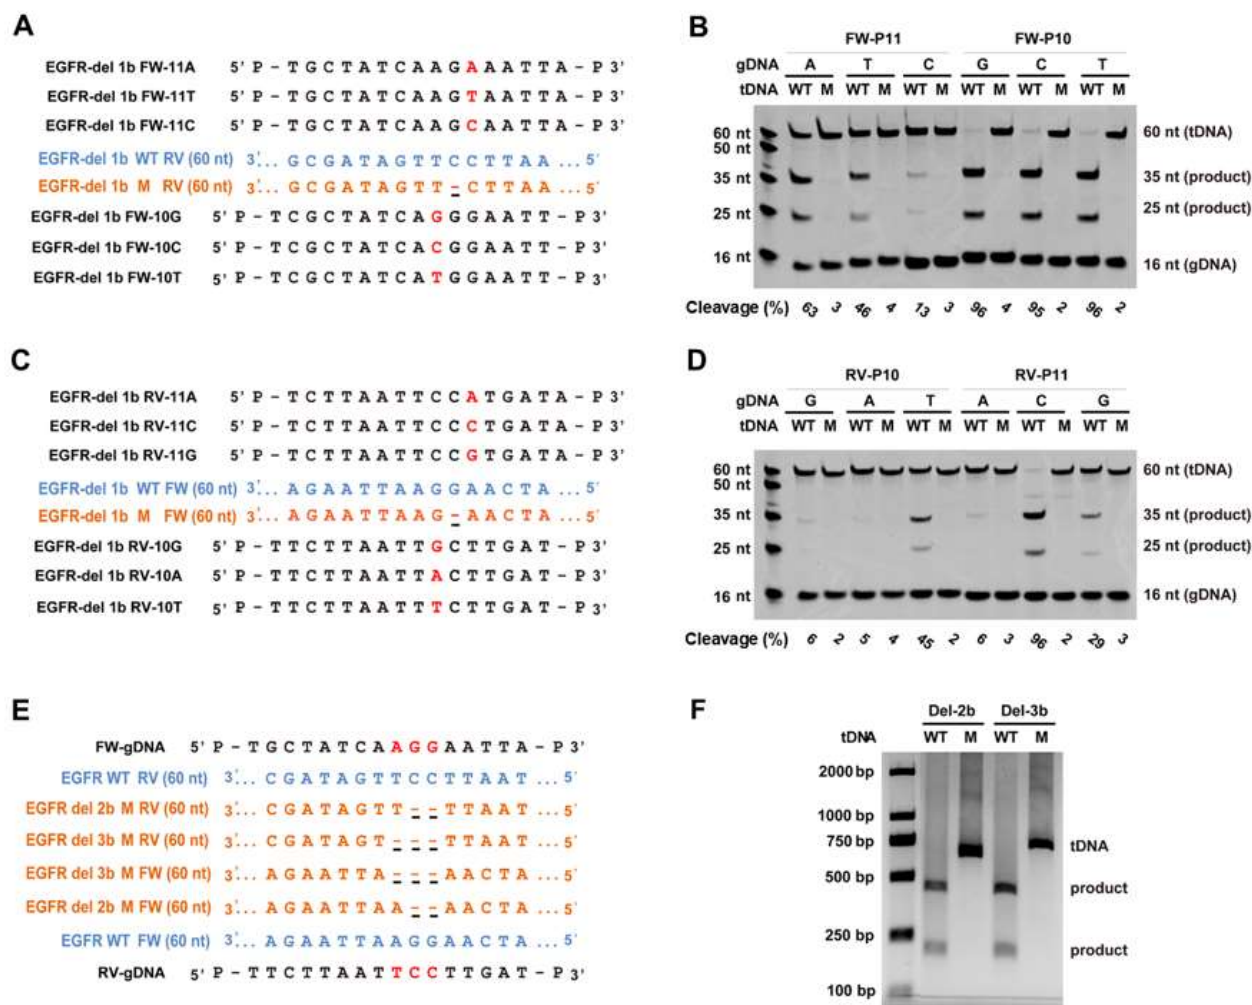 A
EGFR-del 1b FW-11A 5' P - T G C T A T C A A G A A A T T A - P 3'
EGFR-del 1b FW-11T 5' P - T G C T A T C A A G T A A T T A - P 3'
EGFR-del 1b FW-11C 5' P - T G C T A T C A A G C A A T T A - P 3'
EGFR-del 1b WT RV (60 nt) 3'... G C G A T A G T T C C T T A A ... 5'
EGFR-del 1b M RV (60 nt) 3'... G C G A T A G T T - C T T A A ... 5'
EGFR-del 1b FW-10G 5' P - T C G C T A T C A G G G A A T T - P 3'
EGFR-del 1b FW-10C 5' P - T C G C T A T C A C G G A A T T - P 3'
EGFR-del 1b FW-10T 5' P - T C G C T A T C A T G G A A T T - P 3'
B
FW-P11 FW-P10
gDNA A T C G C T
tDNA WT M WT M WT M WT M WT M WT M
60 nt 60 nt (tDNA)
50 nt
35 nt 35 nt (product)
25 nt 25 nt (product)
16 nt 16 nt (gDNA)
Cleavage (%) 63 3 46 4 13 3 96 4 95 2 96 2
C
EGFR-del 1b RV-11A 5' P - T C T T A A T T C C A T G A T A - P 3'
EGFR-del 1b RV-11C 5' P - T C T T A A T T C C C T G A T A - P 3'
EGFR-del 1b RV-11G 5' P - T C T T A A T T C C G T G A T A - P 3'
EGFR-del 1b WT FW (60 nt) 3'... A G A A T T A A G G A A C T A ... 5'
EGFR-del 1b M FW (60 nt) 3'... A G A A T T A A G - A A C T A ... 5'
EGFR-del 1b RV-10G 5' P - T T C T T A A T T G C T T G A T - P 3'
EGFR-del 1b RV-10A 5' P - T T C T T A A T T A C T T G A T - P 3'
EGFR-del 1b RV-10T 5' P - T T C T T A A T T T C T T G A T - P 3'
D
RV-P10 RV-P11
gDNA G A T A C G
tDNA WT M WT M WT M WT M WT M WT M
60 nt 60 nt (tDNA)
50 nt
35 nt 35 nt (product)
25 nt 25 nt (product)
16 nt 16 nt (gDNA)
Cleavage (%) 6 2 5 4 45 2 6 3 96 2 29 3
E
FW-gDNA 5' P - T G C T A T C A A G G A A T T A - P 3'
EGFR WT RV (60 nt) 3'... C G A T A G T T C C T T A A T ... 5'
EGFR del 2b M RV (60 nt) 3'... C G A T A G T T - - T T A A T ... 5'
EGFR del 3b M RV (60 nt) 3'... C G A T A G T - - - T T A A T ... 5'
EGFR del 3b M FW (60 nt) 3'... A G A A T T A - - - A A C T A ... 5'
EGFR del 2b M FW (60 nt) 3'... A G A A T T A A - - A A C T A ... 5'
EGFR WT FW (60 nt) 3'... A G A A T T A A G G A A C T A ... 5'
RV-gDNA 5' P - T T C T T A A T T C C T T G A T - P 3'
F
Del-2b Del-3b
tDNA WT M WT M
2000 bp
1000 bp
750 bp tDNA
500 bp
product
250 bp
product
100 bp